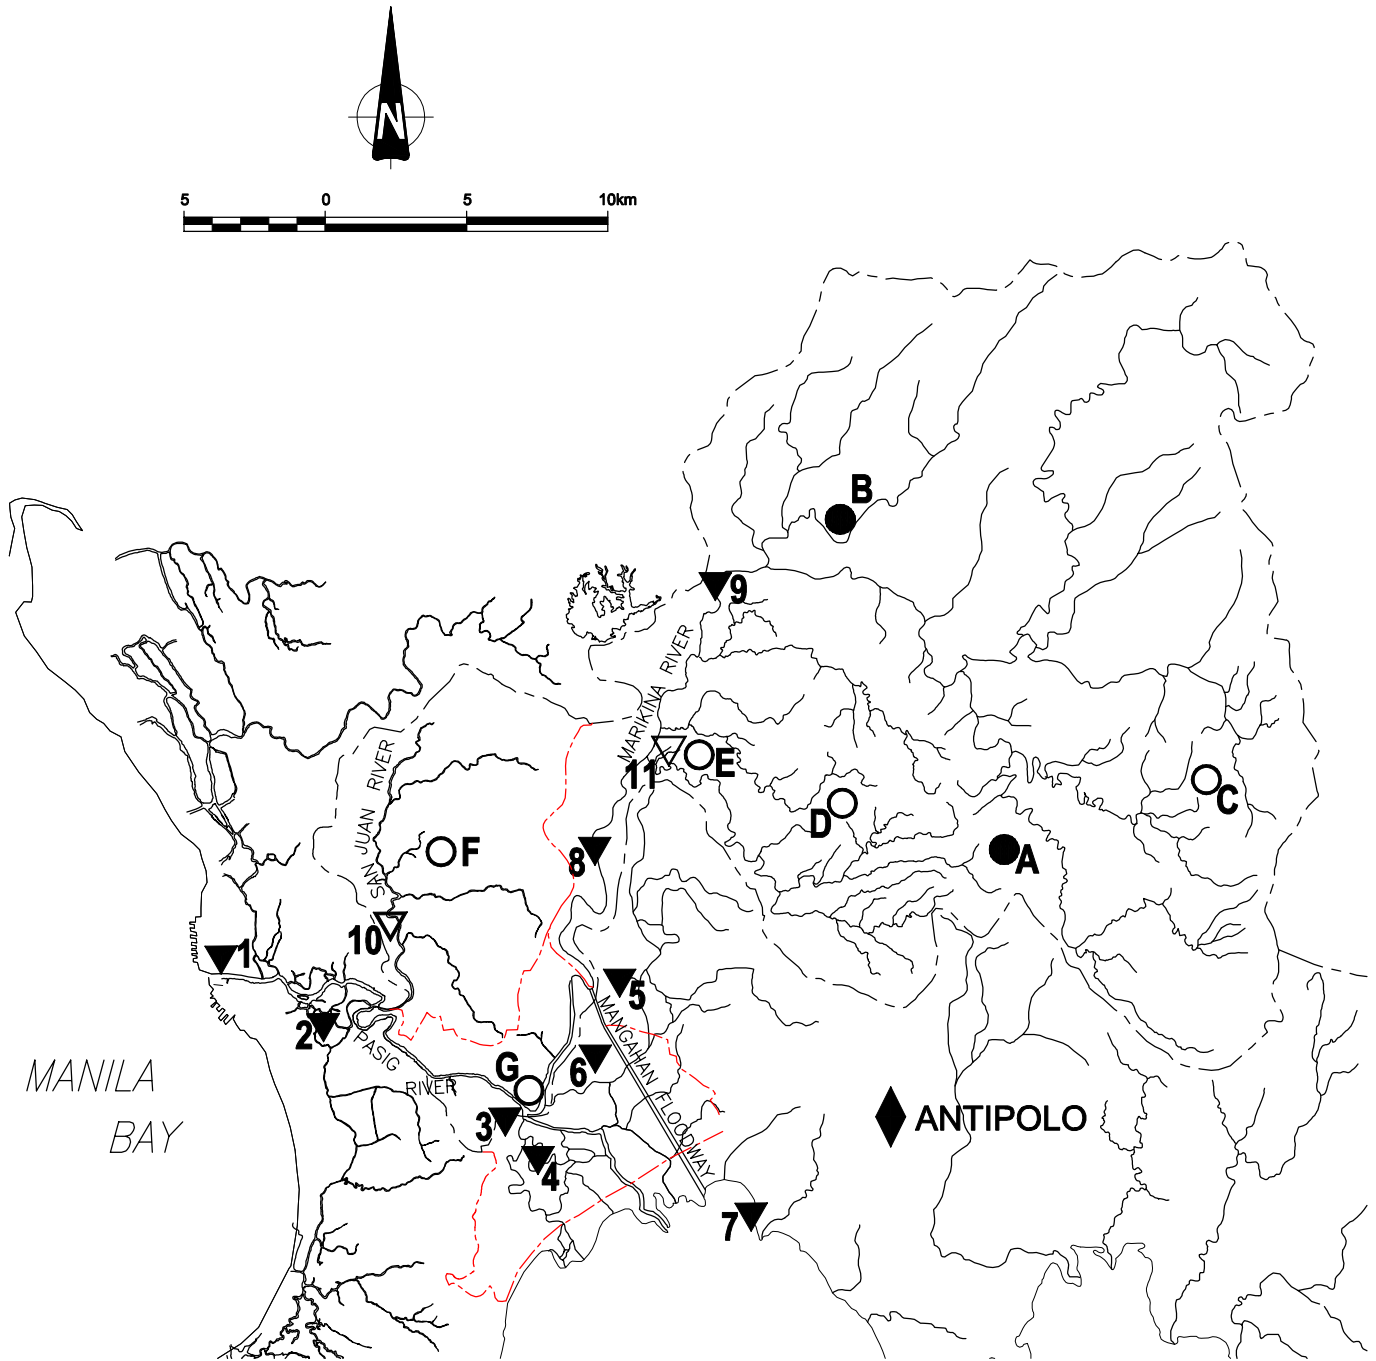 N
5 0 5 10km
B
9
MARIKINA RIVER
SAN JUAN RIVER
11
E
C
D
F
8
A
10
1
5
2
MANGAHAN FLOODWAY
PASIG RIVER
G
6
MANILA
BAY
3
ANTIPOLO
4
7